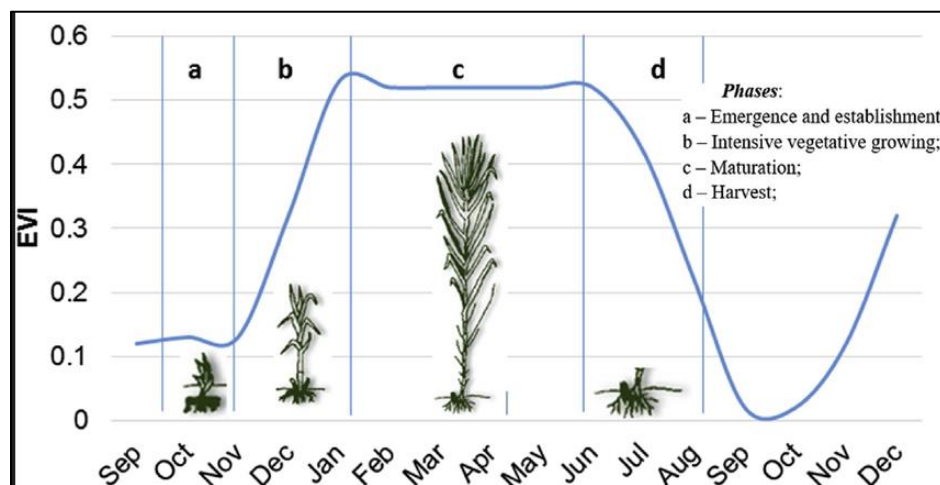 0.6
0.5
0.4
0.3
0.2
0.1
0
EVI
a
b
c
d
Phases:
a – Emergence and establishment
b – Intensive vegetative growing;
c – Maturation;
d – Harvest;
Sep Oct Nov Dec Jan Feb Mar Apr May Jun Jul Aug Sep Oct Nov Dec